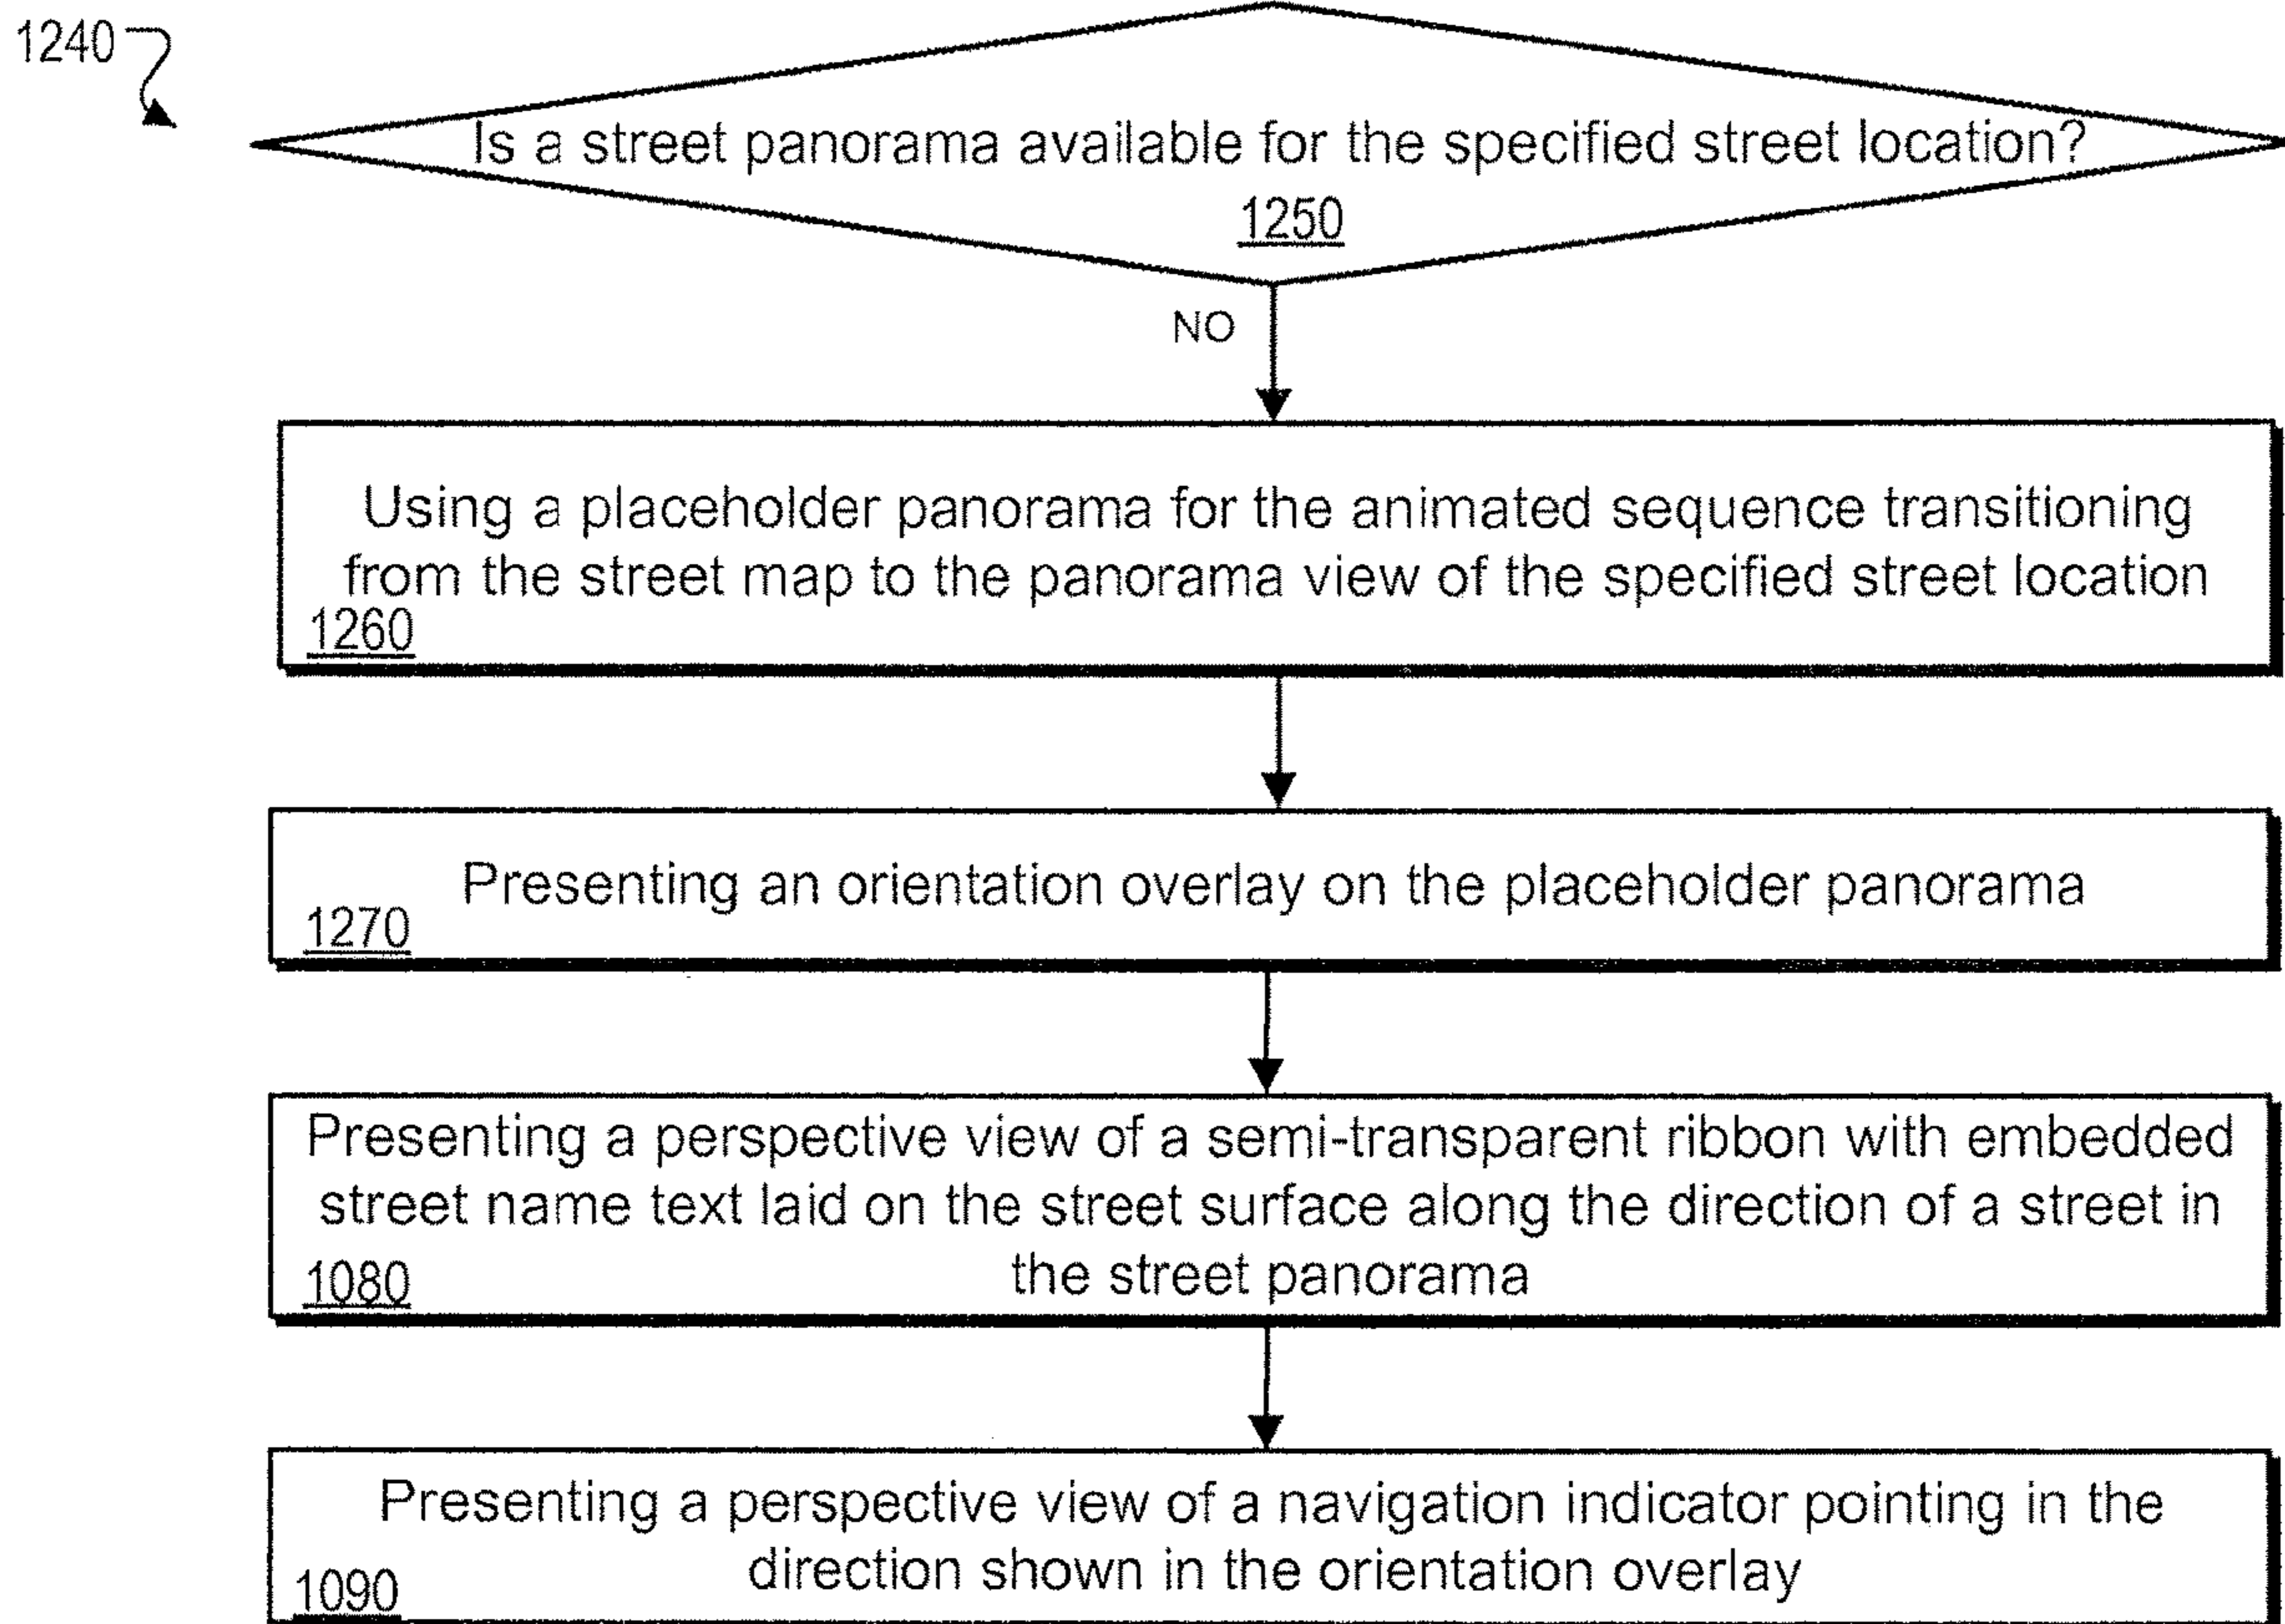 1240
Is a street panorama available for the specified street location?
1250
NO
Using a placeholder panorama for the animated sequence transitioning
from the street map to the panorama view of the specified street location
1260
Presenting an orientation overlay on the placeholder panorama
1270
Presenting a perspective view of a semi-transparent ribbon with embedded
street name text laid on the street surface along the direction of a street in
the street panorama
1080
Presenting a perspective view of a navigation indicator pointing in the
direction shown in the orientation overlay
1090